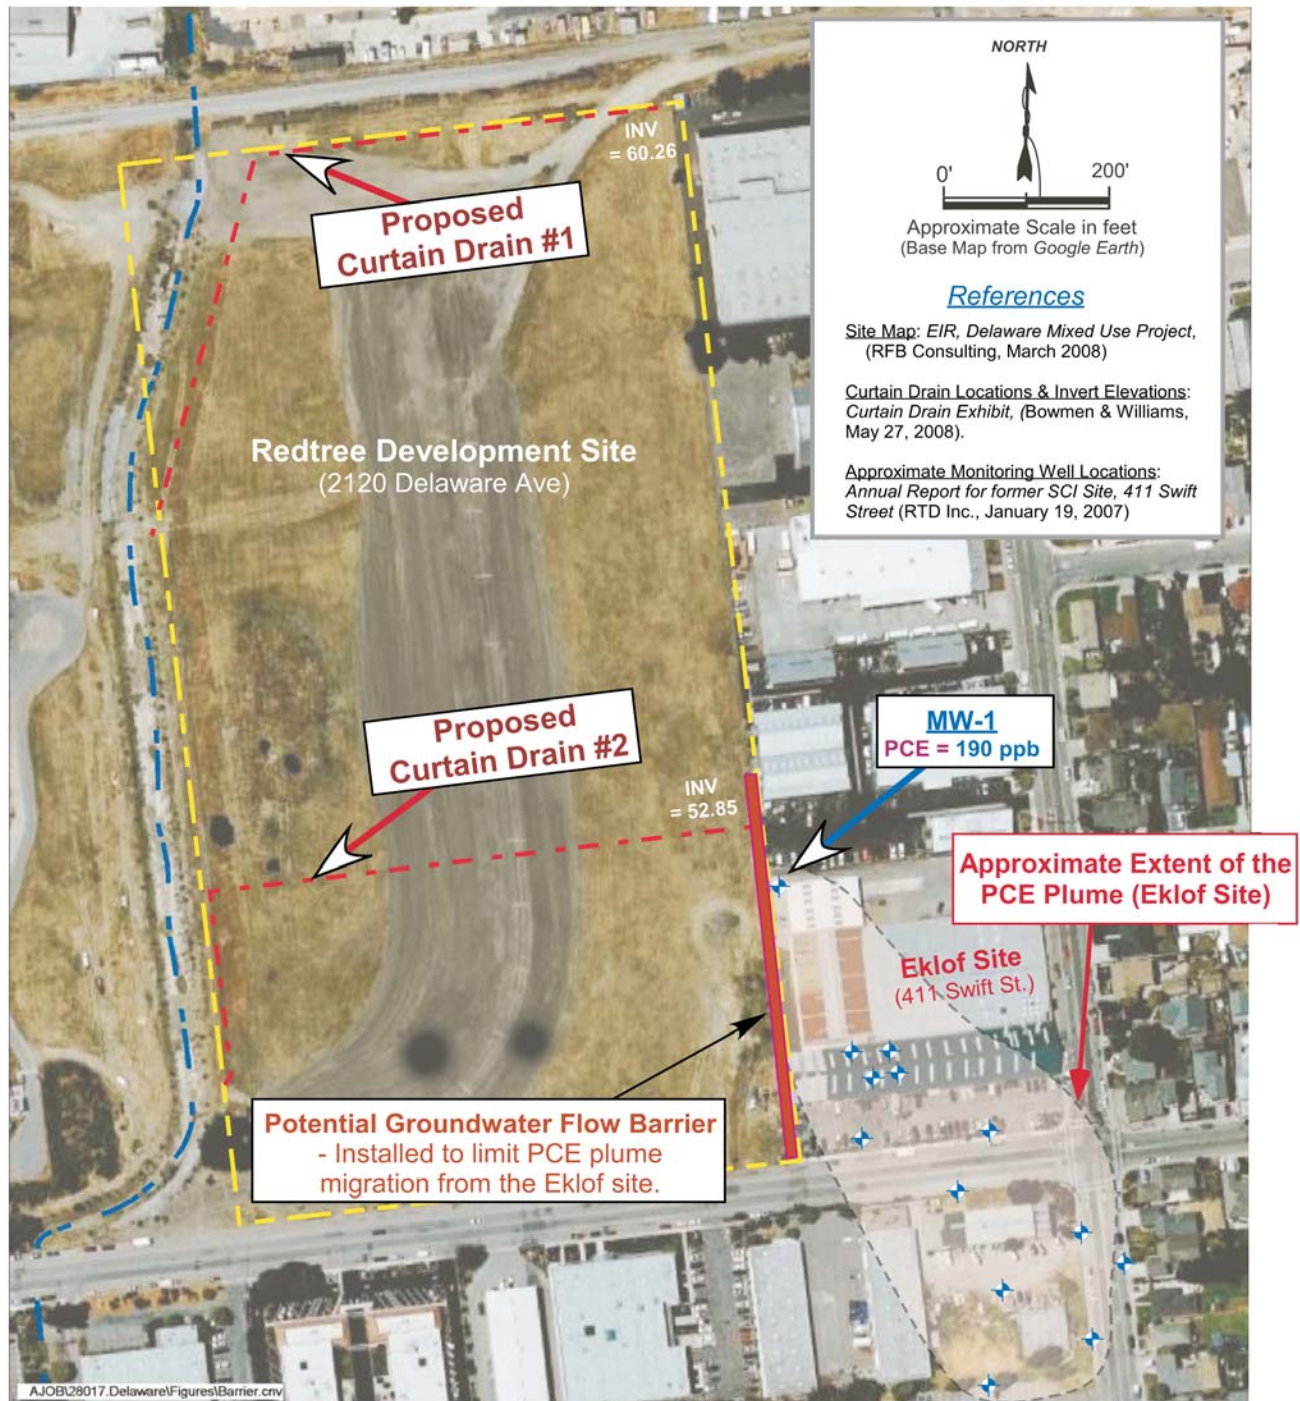 NORTH
0' 200'
Approximate Scale in feet
(Base Map from Google Earth)
References
Site Map: EIR, Delaware Mixed Use Project,
(RFB Consulting, March 2008)
Curtain Drain Locations & Invert Elevations:
Curtain Drain Exhibit, (Bowmen & Williams,
May 27, 2008).
Approximate Monitoring Well Locations:
Annual Report for former SCI Site, 411 Swift
Street (RTD Inc., January 19, 2007)
INV
= 60.26
Proposed
Curtain Drain #1
Redtree Development Site
(2120 Delaware Ave)
Proposed
Curtain Drain #2
INV
= 52.85
MW-1
PCE = 190 ppb
Approximate Extent of the
PCE Plume (Eklof Site)
Eklof Site
(411 Swift St.)
Potential Groundwater Flow Barrier
- Installed to limit PCE plume
migration from the Eklof site.
AJOB\28017.Delaware\Figures\Barrier.cnv